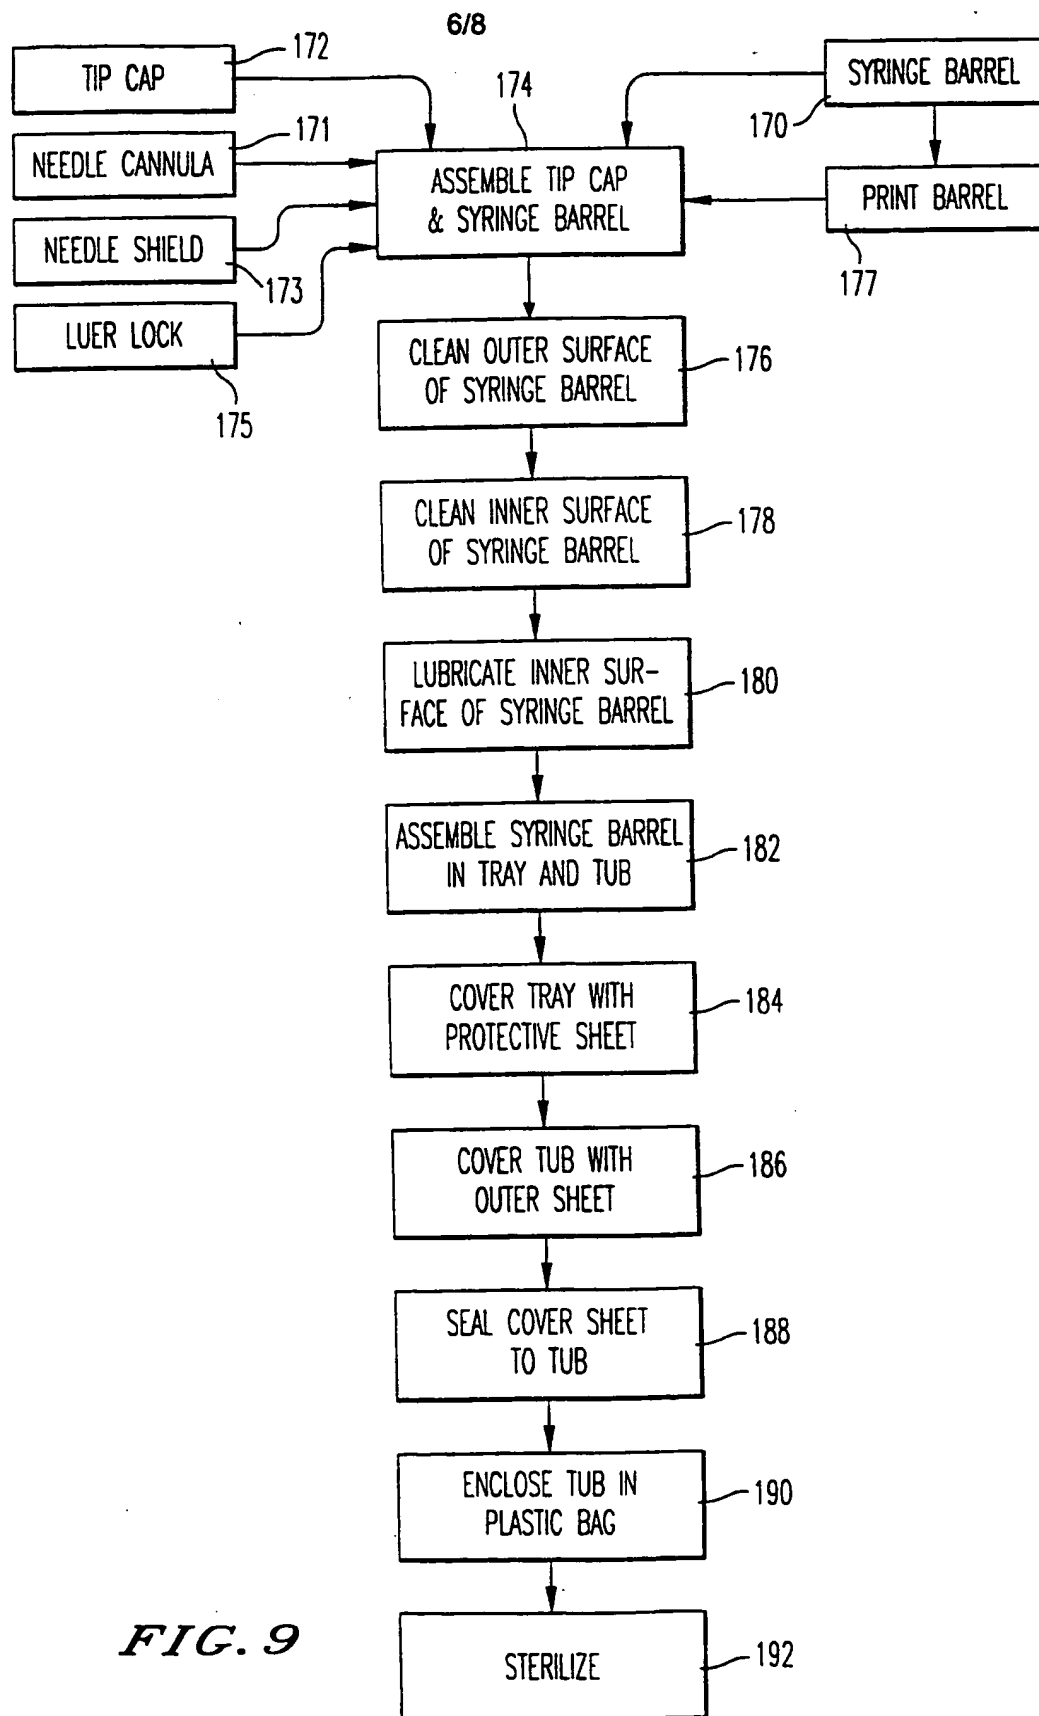 6/8
TIP CAP
172
NEEDLE CANNULA
171
NEEDLE SHIELD
173
LUER LOCK
175
174
ASSEMBLE TIP CAP
& SYRINGE BARREL
SYRINGE BARREL
170
PRINT BARREL
177
CLEAN OUTER SURFACE
OF SYRINGE BARREL
176
CLEAN INNER SURFACE
OF SYRINGE BARREL
178
LUBRICATE INNER SUR-
FACE OF SYRINGE BARREL
180
ASSEMBLE SYRINGE BARREL
IN TRAY AND TUB
182
COVER TRAY WITH
PROTECTIVE SHEET
184
COVER TUB WITH
OUTER SHEET
186
SEAL COVER SHEET
TO TUB
188
ENCLOSE TUB IN
PLASTIC BAG
190
STERILIZE
192
FIG. 9